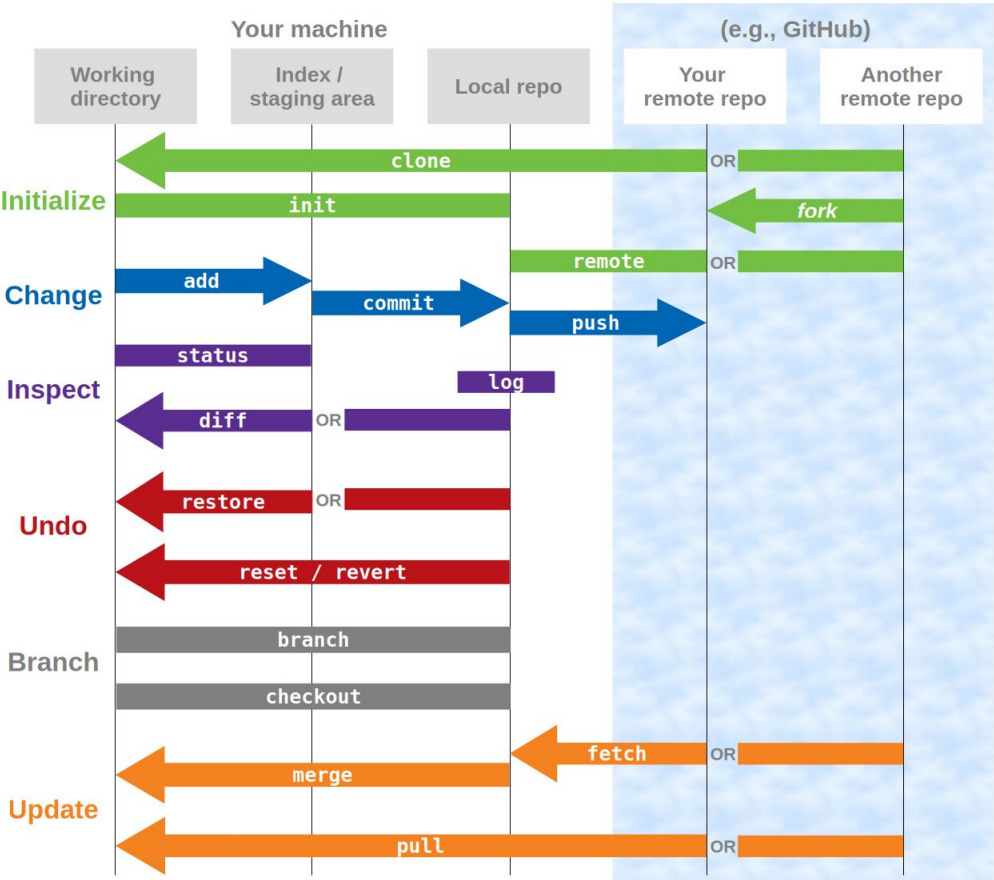 Your machine
(e.g., GitHub)
Working
directory
Index /
staging area
Local repo
Your
remote repo
Another
remote repo
Initialize
clone
OR
init
fork
remote
OR
Change
add
commit
push
Inspect
status
log
diff
OR
Undo
restore
OR
reset / revert
Branch
branch
checkout
Update
fetch
OR
merge
pull
OR